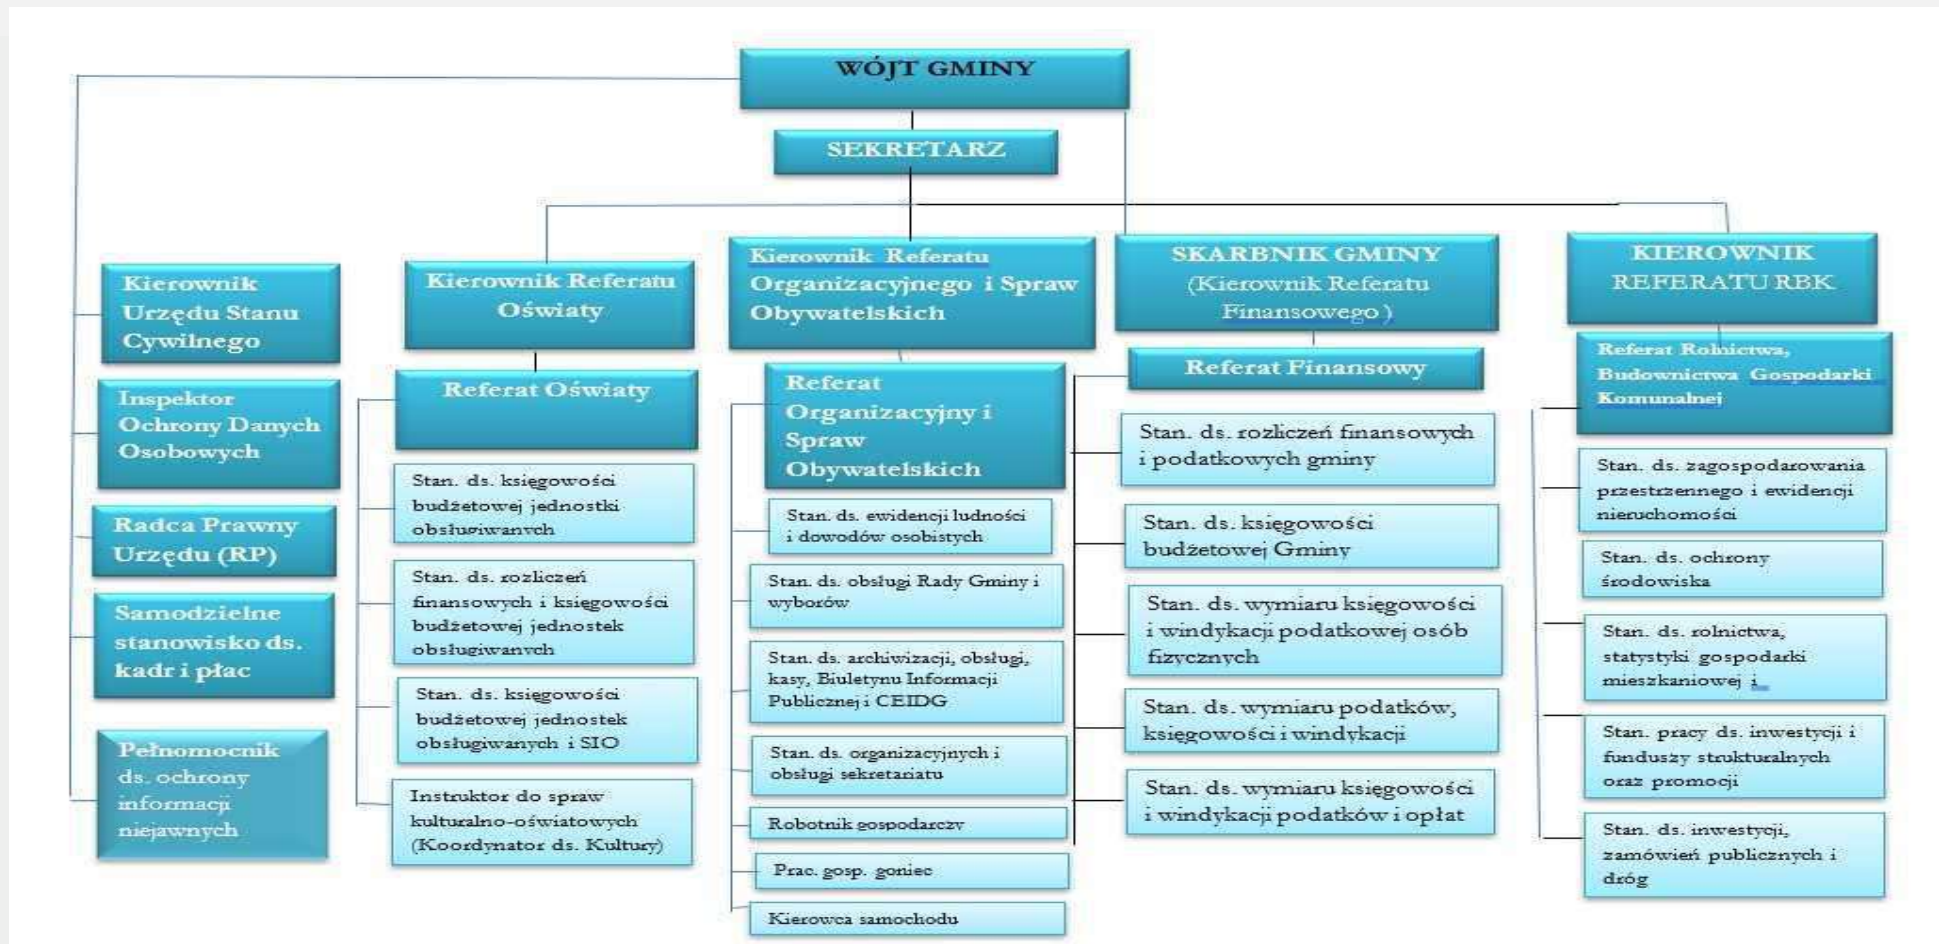 WÓJT GMINY
SEKRETARZ
Kierownik
Urzędu Stanu
Cywilnego
Inspektor
Ochrony Danych
Osobowych
Radca Prawny
Urzędu (RP)
Samodzielne
stanowisko ds.
kadr i płac
Pełnomocnik
ds. ochrony
informacji
niejawnych
Kierownik Referatu
Oświaty
Referat Oświaty
Stan. ds. księgowości
budżetowej jednostki
obsługiwanych
Stan. ds. rozliczeń
finansowych i księgowości
budżetowej jednostek
obsługiwanych
Stan. ds. księgowości
budżetowej jednostek
obsługiwanych i SIO
Instruktor do spraw
kulturalno-oświatowych
(Koordynator ds. Kultury)
Kierownik Referatu
Organizacyjnego i Spraw
Obywatelskich
Referat
Organizacyjny i
Spraw
Obywatelskich
Stan. ds. ewidencji ludności
i dowodów osobistych
Stan. ds. obsługi Rady Gminy i
wyborów
Stan. ds. archiwizacji, obsługi,
kasy, Biuletynu Informacji
Publicznej i CEIDG
Stan. ds. organizacyjnych i
obsługi sekretariatu
Robotnik gospodarczy
Prac. gosp. goniec
Kierowca samochodu
SKARBNIK GMINY
(Kierownik Referatu
Finansowego )
Referat Finansowy
Stan. ds. rozliczeń finansowych
i podatkowych gminy
Stan. ds. księgowości
budżetowej Gminy
Stan. ds. wymiaru księgowości
i windykacji podatkowej osób
fizycznych
Stan. ds. wymiaru podatków,
księgowości i windykacji
Stan. ds. wymiaru księgowości
i windykacji podatków i opłat
KIEROWNIK
REFERATU RBK
Referat Rolnictwa,
Budownictwa Gospodarki
Komunalnej
Stan. ds. zagospodarowania
przestrzennego i ewidencji
nieruchomości
Stan. ds. ochrony
środowiska
Stan. ds. rolnictwa,
statystyki gospodarki
mieszkaniowej i
Stan. pracy ds. inwestycji i
funduszy strukturalnych
oraz promocji
Stan. ds. inwestycji,
zamówień publicznych i
dróg